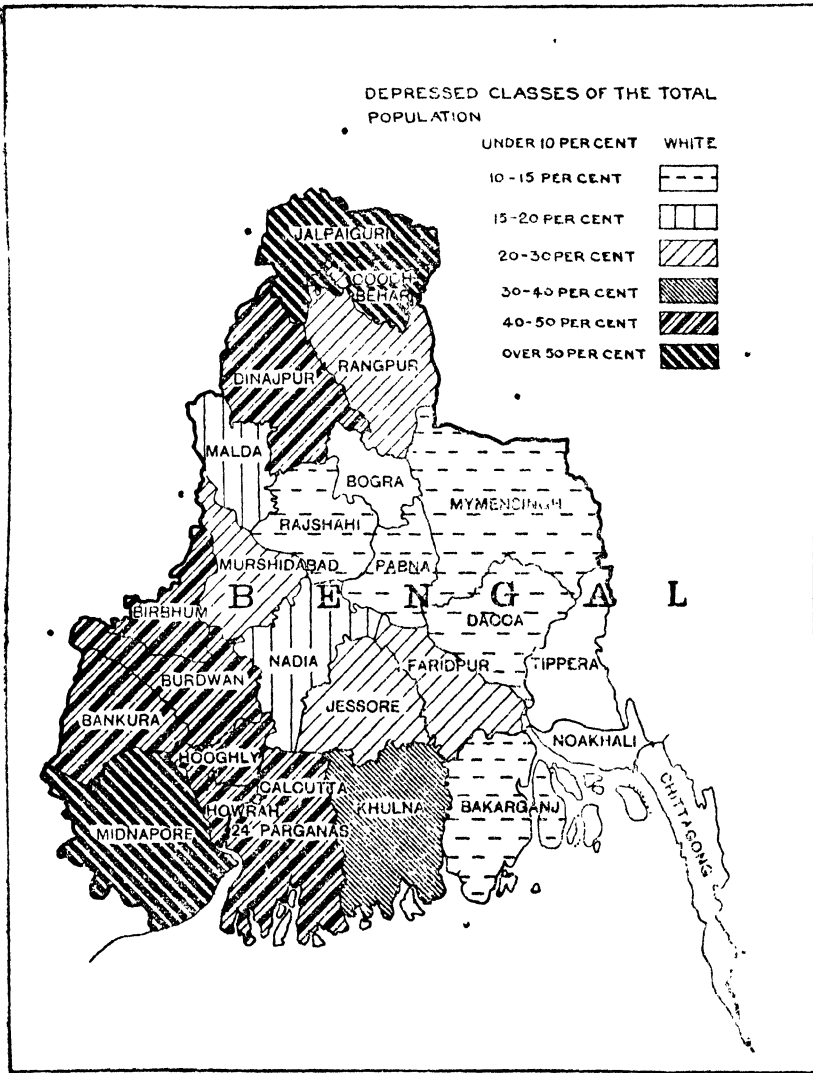 DEPRESSED CLASSES OF THE TOTAL
POPULATION
UNDER 10 PER CENT WHITE
10-15 PER CENT
15-20 PER CENT
20-30 PER CENT
30-40 PER CENT
40-50 PER CENT
OVER 50 PER CENT
JALPAIGURI
COOCH
BEHAR
RANGPUR
DINAJPUR
MALDA
BOGRA
MYMENSINGH
RAJSHAHI
MURSHIDABAD
PABNA
BENGAL
BIRBHUM
DACCA
NADIA
FARIDPUR
TIPPERA
BURDWAN
JESSORE
BANKURA
NOAKHALI
HOOGHLY
CALCUTTA
CHITTAGONG
HOWRAH
KHULNA
BAKARGANJ
MIDNAPORE
24 PARGANAS